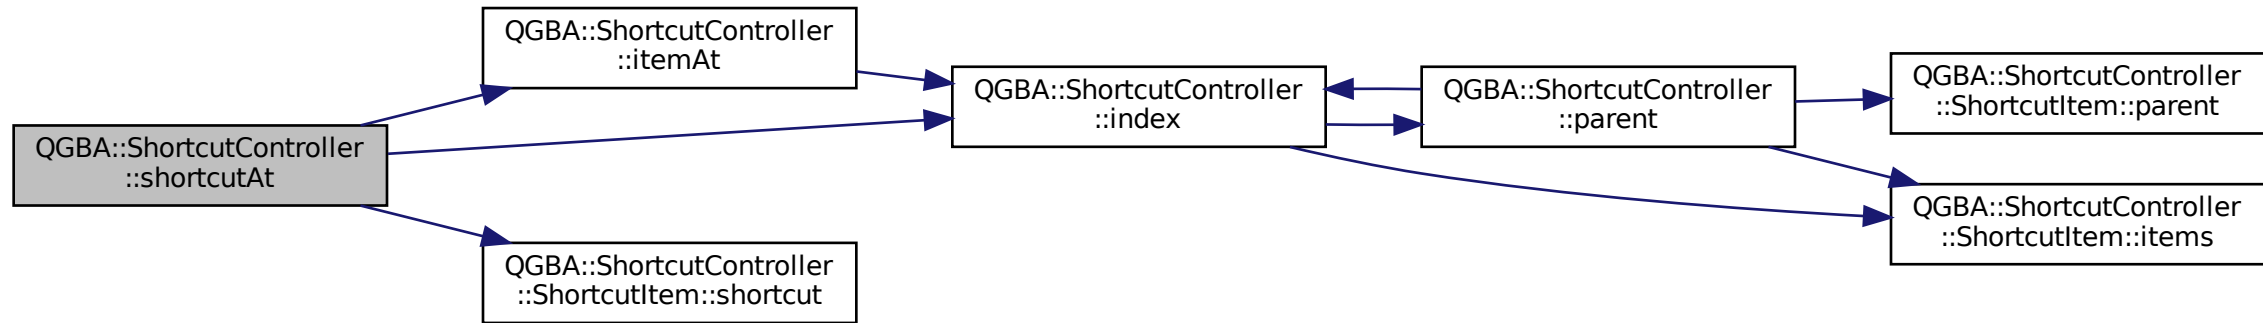 QGBA::ShortcutController
::shortcutAt
QGBA::ShortcutController
::itemAt
QGBA::ShortcutController
::ShortcutItem::shortcut
QGBA::ShortcutController
::index
QGBA::ShortcutController
::parent
QGBA::ShortcutController
::ShortcutItem::parent
QGBA::ShortcutController
::ShortcutItem::items